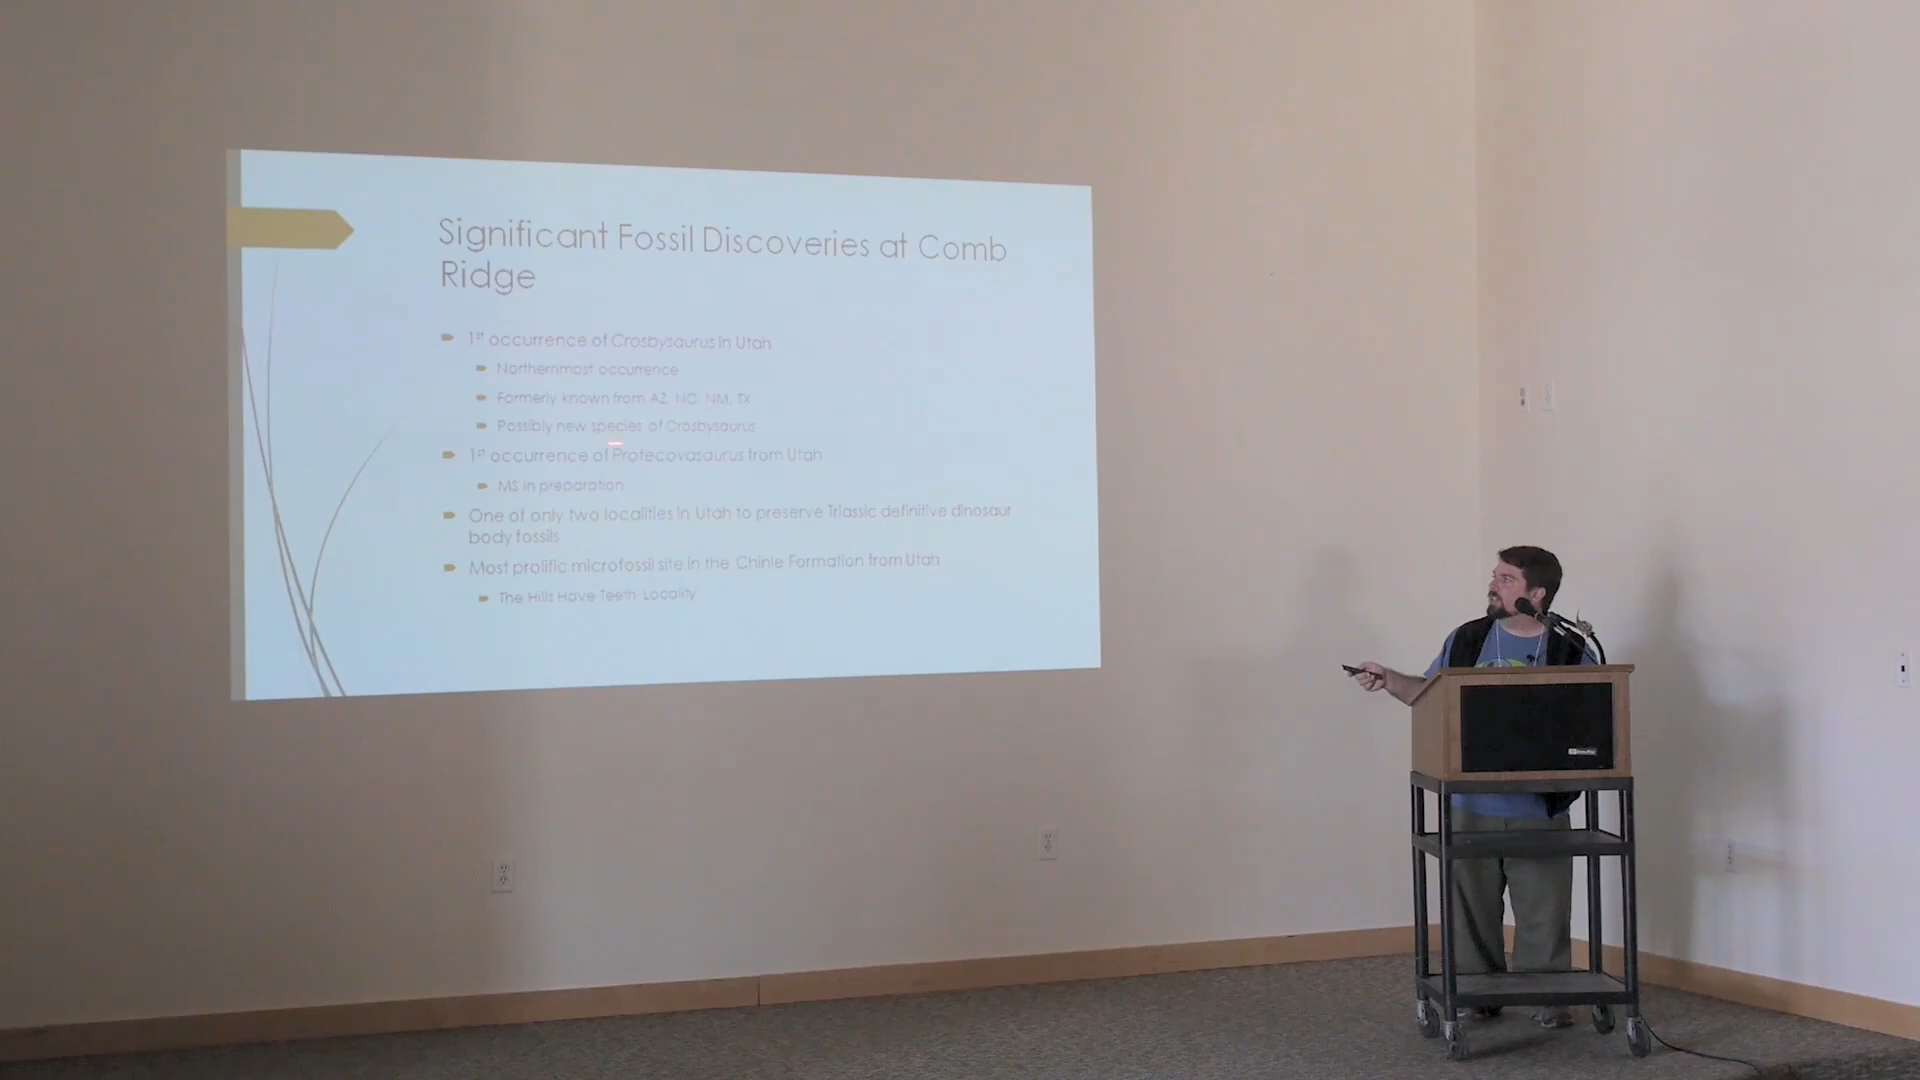 Significant Fossil Discoveries at Comb
Ridge
1st occurrence of Crosbysaurus in Utah
Northernmost occurrence
Formerly known from AZ, NC, NM, TX
Possibly new species of Crosbysaurus
1st occurrence of Protecovasaurus from Utah
MS in preparation
One of only two localities in Utah to preserve Triassic definitive dinosaur
body fossils
Most prolific microfossil site in the Chinle Formation from Utah
The Hills Have Teeth Locality